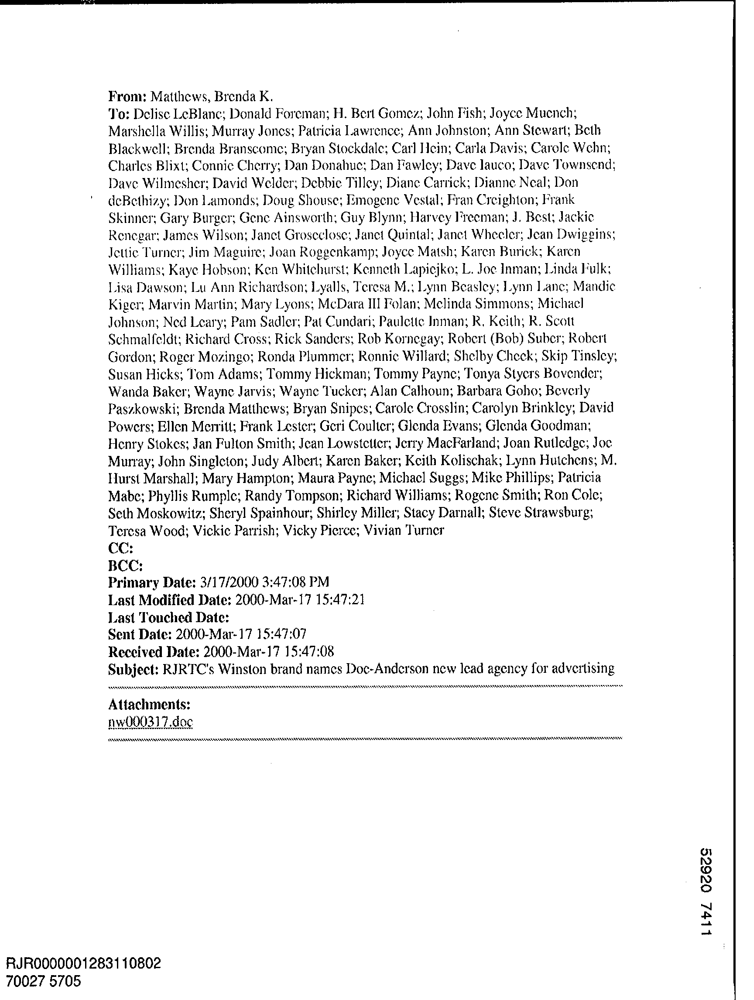 From: Matthews, Brenda K.
To: Delise LeBlanc; Donald Foreman; H. Bert Gomez; John Fish; Joyce Muench;
Marshella Willis; Murray Jones; Patricia Lawrence; Ann Johnston; Ann Stewart; Beth
Blackwell; Brenda Branscome; Bryan Stockdale; Carl Hein; Carla Davis; Carole Wehn;
Charles Blixt; Connie Cherry; Dan Donahue; Dan Fawley; Dave Iauco; Dave Townsend;
Dave Wilmesher; David Welder; Debbie Tilley; Diane Carrick; Dianne Neal; Don
deBethizy; Don Lamonds; Doug Shouse; Emogene Vestal; Fran Creighton; Frank
Skinner; Gary Burger; Gene Ainsworth; Guy Blynn; Harvey Freeman; J. Best; Jackie
Renegar; James Wilson; Janet Groseclose; Janet Quintal; Janet Wheeler; Jean Dwiggins;
Jettie Turner; Jim Maguire; Joan Roggenkamp; Joyce Matsh; Karen Burick; Karen
Williams; Kaye Hobson; Ken Whitehurst; Kenneth Lapiejko; L. Joe Inman; Linda Fulk;
Lisa Dawson; Lu Ann Richardson; Lyalls, Teresa M.; Lynn Beasley; Lynn Lane; Mandie
Kiger; Marvin Martin; Mary Lyons; McDara III Folan; Melinda Simmons; Michael
Johnson; Ned Leary; Pam Sadler; Pat Cundari; Paulette Inman; R. Keith; R. Scott
Schmalfeldt; Richard Cross; Rick Sanders; Rob Kornegay; Robert (Bob) Suber; Robert
Gordon; Roger Mozingo; Ronda Plummer; Ronnie Willard; Shelby Cheek; Skip Tinsley;
Susan Hicks; Tom Adams; Tommy Hickman; Tommy Payne; Tonya Styers Bovender;
Wanda Baker; Wayne Jarvis; Wayne Tucker; Alan Calhoun; Barbara Goho; Beverly
Paszkowski; Brenda Matthews; Bryan Snipes; Carole Crosslin; Carolyn Brinkley; David
Powers; Ellen Merritt; Frank Lester; Geri Coulter; Glenda Evans; Glenda Goodman;
Henry Stokes; Jan Fulton Smith; Jean Lowstetter; Jerry MacFarland; Joan Rutledge; Joe
Murray; John Singleton; Judy Albert; Karen Baker; Keith Kolischak; Lynn Hutchens; M.
Hurst Marshall; Mary Hampton; Maura Payne; Michael Suggs; Mike Phillips; Patricia
Mabe; Phyllis Rumple; Randy Tompson; Richard Williams; Rogene Smith; Ron Cole;
Seth Moskowitz; Sheryl Spainhour; Shirley Miller; Stacy Darnall; Steve Strawsburg;
Teresa Wood; Vickie Parrish; Vicky Pierce; Vivian Turner
CC:
BCC:
Primary Date: 3/17/2000 3:47:08 PM
Last Modified Date: 2000-Mar-17 15:47:21
Last Touched Date:
Sent Date: 2000-Mar-17 15:47:07
Received Date: 2000-Mar-17 15:47:08
Subject: RJRTC's Winston brand names Doe-Anderson new lead agency for advertising
Attachments:
nw000317.doc
52920 7411
RJR0000001283110802
70027 5705